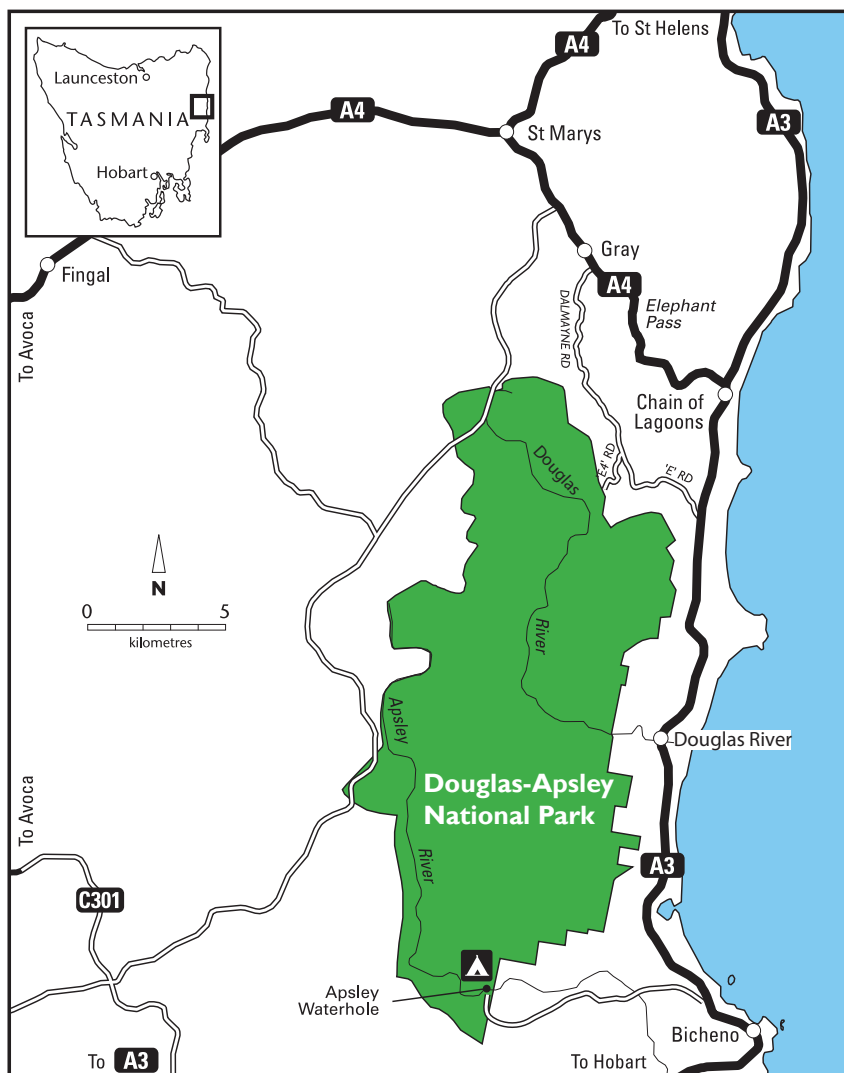 To St Helens
A4
A3
Launceston
TASMANIA
Hobart
A4
St Marys
Gray
Fingal
A4
Elephant
Pass
DALMAYNE RD
To Avoca
Chain of
Lagoons
Douglas
'E4' RD
'E' RD
N
0 5
kilometres
River
Apsley
Douglas River
Douglas-Apsley
National Park
To Avoca
River
A3
C301
Apsley
Waterhole
Bicheno
To A3
To Hobart